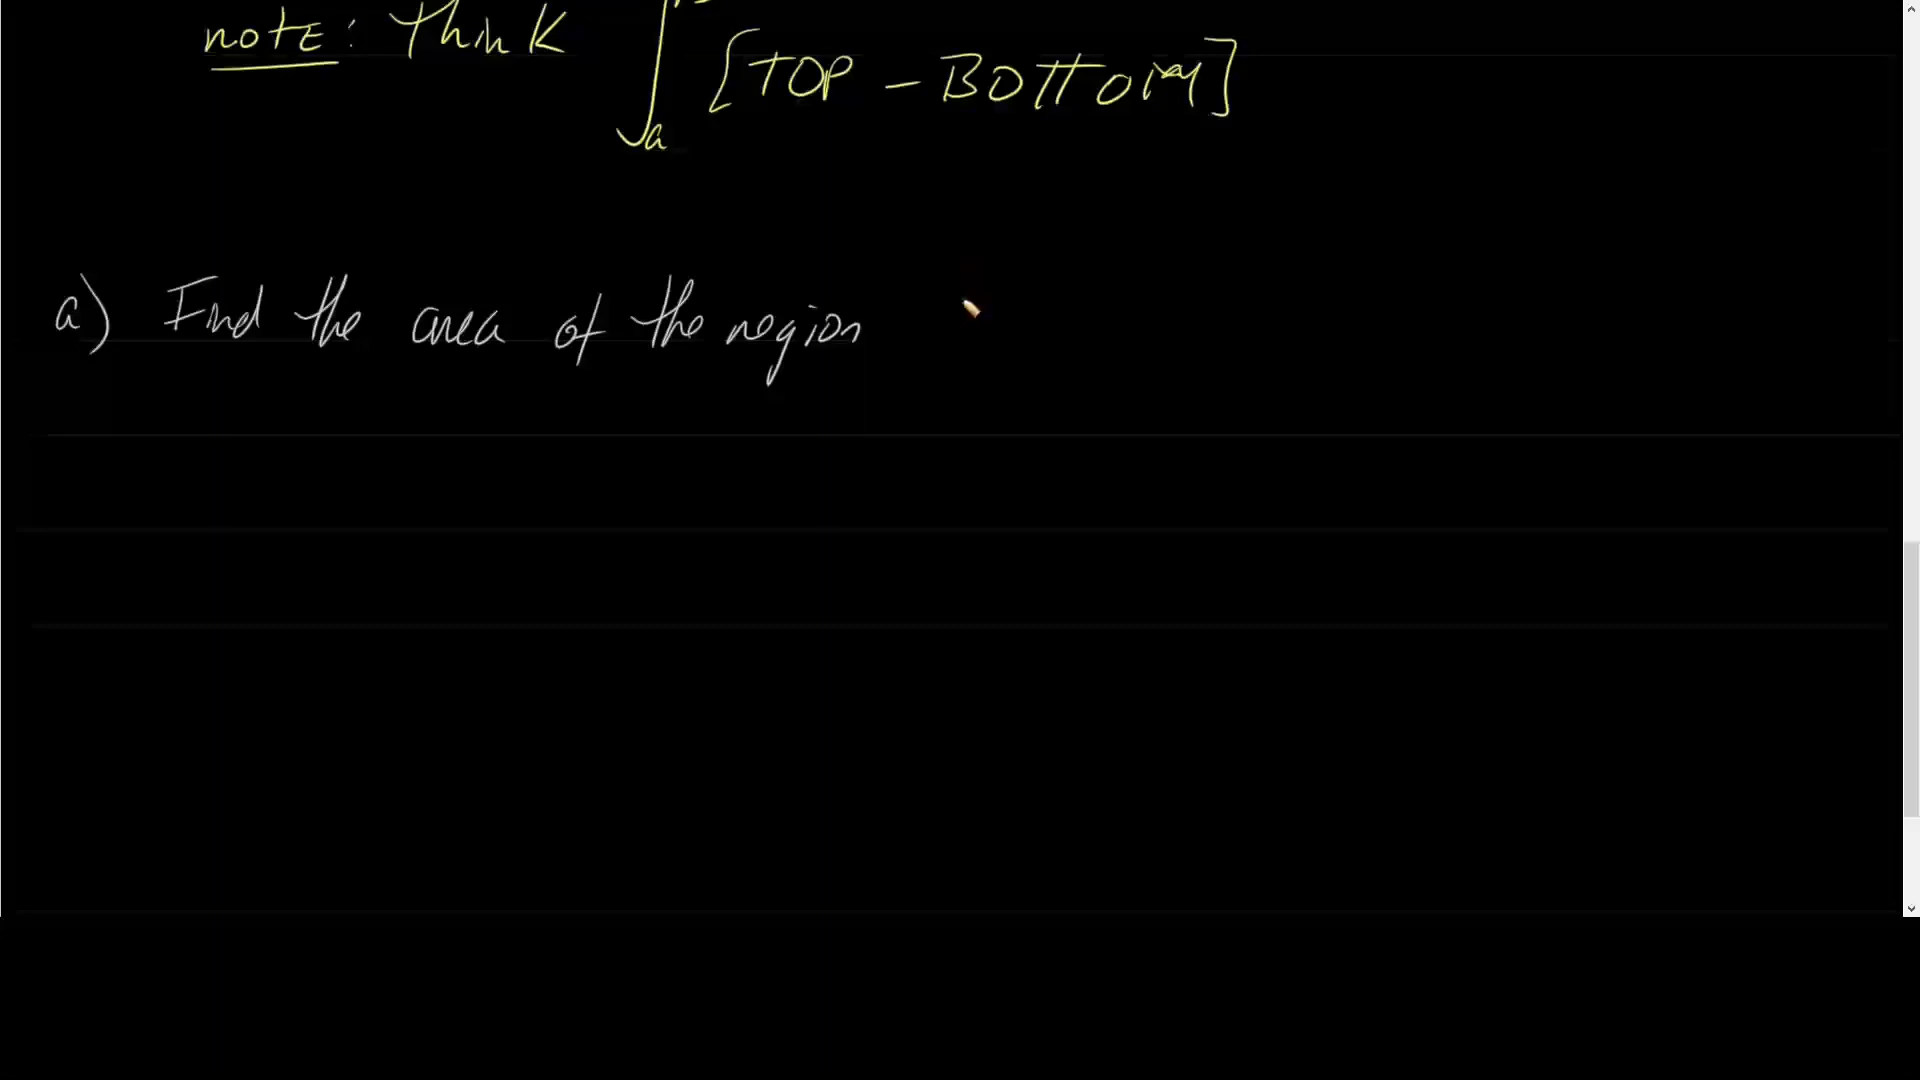 notE: Think ∫a [TOP - BOTTOM]
a) Find the area of the region